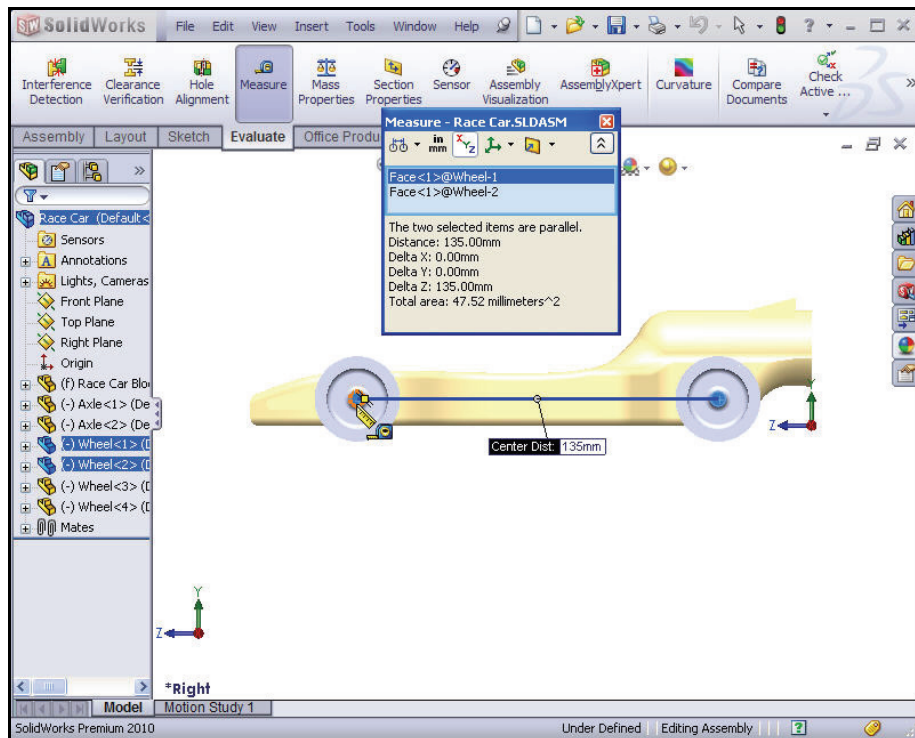 SolidWorks File Edit View Insert Tools Window Help
Interference Detection
Clearance Verification
Hole Alignment
Measure
Mass Properties
Section Properties
Sensor
Assembly Visualization
AssemblyXpert
Curvature
Compare Documents
Check Active ...
Assembly Layout Sketch Evaluate Office Produ
Measure - Race Car.SLDASM
in mm XYZ
Face<1>@Wheel-1
Face<1>@Wheel-2
The two selected items are parallel.
Distance: 135.00mm
Delta X: 0.00mm
Delta Y: 0.00mm
Delta Z: 135.00mm
Total area: 47.52 millimeters^2
Race Car (Default<
Sensors
Annotations
Lights, Cameras
Front Plane
Top Plane
Right Plane
Origin
(f) Race Car Blo
(-) Axle<1> (De
(-) Axle<2> (De
(-) Wheel<1> (D
(-) Wheel<2> (D
(-) Wheel<3> (D
(-) Wheel<4> (D
Mates
Center Dist: 135mm
Y
Z
Y
Z
*Right
Model Motion Study 1
SolidWorks Premium 2010 Under Defined Editing Assembly